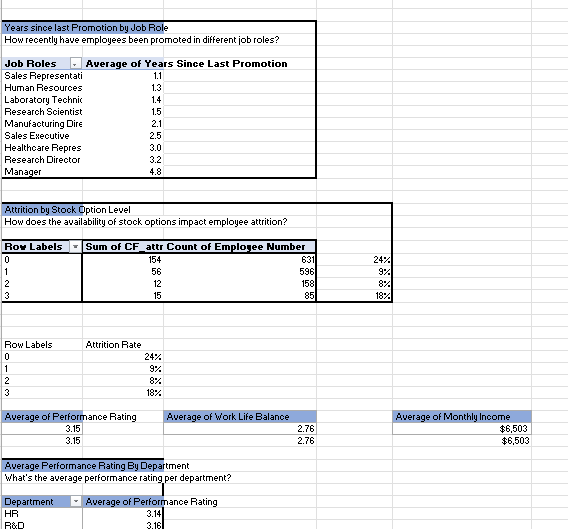 Years since last Promotion by Job Role
How recently have employees been promoted in different job roles?
Job Roles Average of Years Since Last Promotion
Sales Representati 1.1
Human Resources 1.3
Laboratory Technic 1.4
Research Scientist 1.5
Manufacturing Dire 2.1
Sales Executive 2.5
Healthcare Repres 3.0
Research Director 3.2
Manager 4.8
Attrition by Stock Option Level
How does the availability of stock options impact employee attrition?
Row Labels Sum of CF_attr Count of Employee Number
0 154 631 24%
1 56 596 9%
2 12 158 8%
3 15 85 18%
Row Labels Attrition Rate
0 24%
1 9%
2 8%
3 18%
Average of Performance Rating Average of Work Life Balance Average of Monthly Income
3.15 2.76 $6,503
3.15 2.76 $6,503
Average Performance Rating By Department
What's the average performance rating per department?
Department Average of Performance Rating
HR 3.14
R&D 3.16